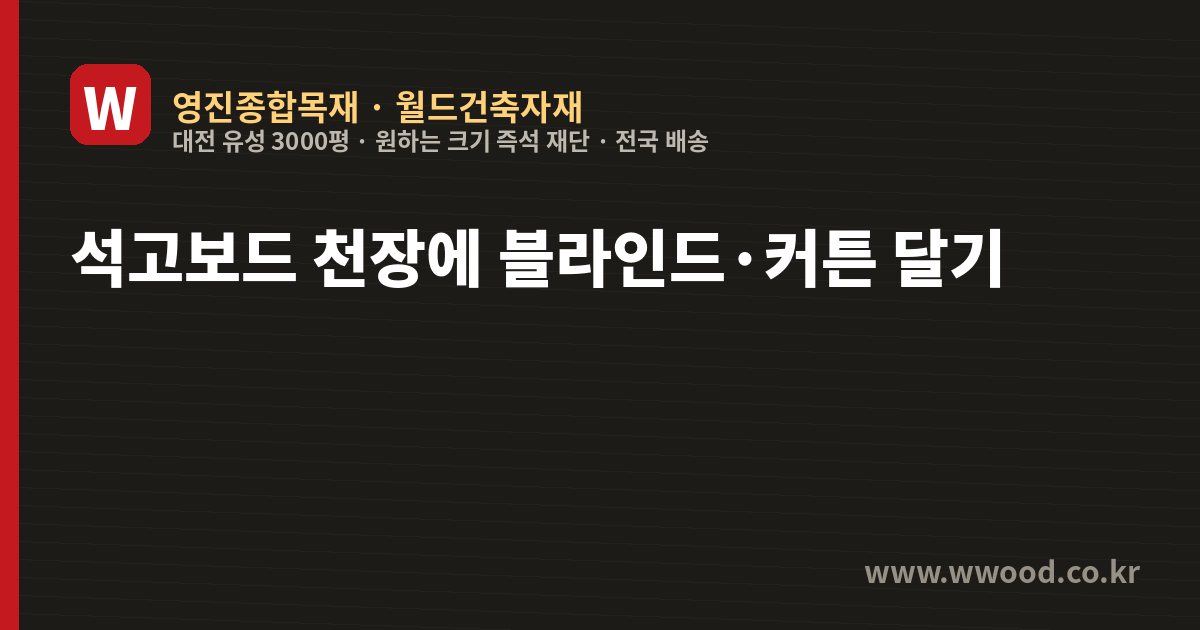 W
영진종합목재 · 월드건축자재
대전 유성 3000평 · 원하는 크기 즉석 재단 · 전국 배송
석고보드 천장에 블라인드·커튼 달기
www.wwood.co.kr